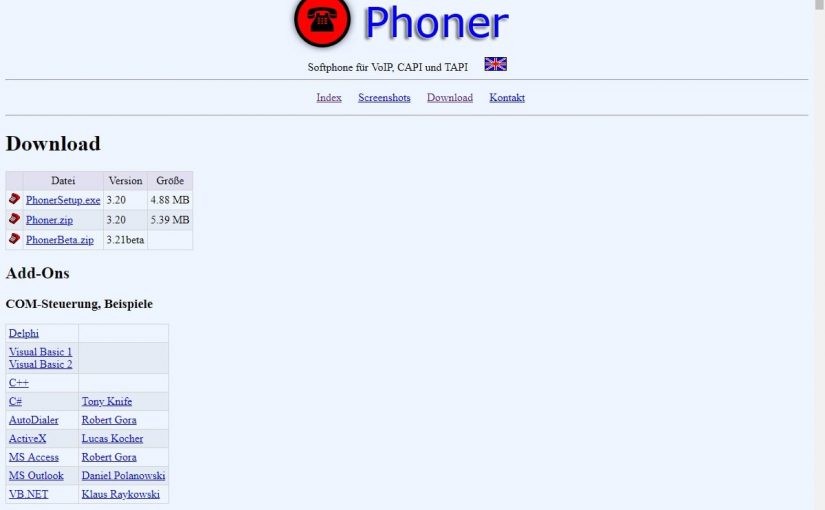 Phoner
Softphone für VoIP, CAPI und TAPI
Index Screenshots Download Kontakt
Download
Datei Version Größe
PhonerSetup.exe 3.20 4.88 MB
Phoner.zip 3.20 5.39 MB
PhonerBeta.zip 3.21beta
Add-Ons
COM-Steuerung, Beispiele
Delphi
Visual Basic 1
Visual Basic 2
C++
C# Tony Knife
AutoDialer Robert Gora
ActiveX Lucas Kocher
MS Access Robert Gora
MS Outlook Daniel Polanowski
VB.NET Klaus Raykowski